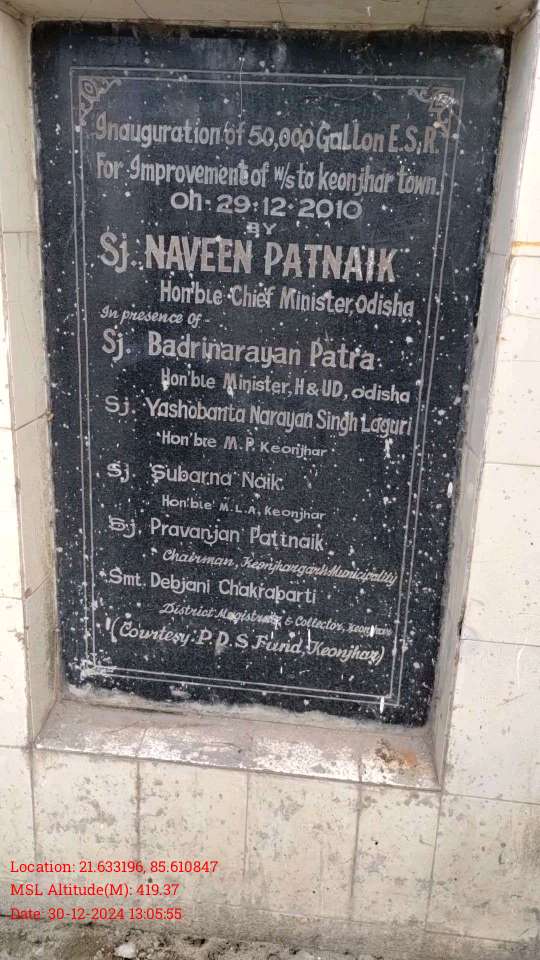 Inauguration of 50,000 Gallon E.S.R.
For Improvement of W/s to keonjhar town.
On. 29.12.2010
BY
Sj. NAVEEN PATNAIK
Hon'ble Chief Minister, Odisha
In presence of -
Sj. Badrinarayan Patra
Hon'ble Minister, H & UD, odisha
Sj. Yashobanta Narayan Singh Laguri
Hon'ble M.P. Keonjhar
Sj. Subarna Naik
Hon'ble M.L.A, Keonjhar
Sj. Pravanjan Pattnaik
Chairman, Keonjhargarh Municipality
Smt. Debjani Chakrabarti
District Magistrate & Collector, Keonjhar
(Courtesy. P.D.S Fund, Keonjhar)
Location: 21.633196, 85.610847
MSL Altitude(M): 419.37
Date: 30-12-2024 13:05:55